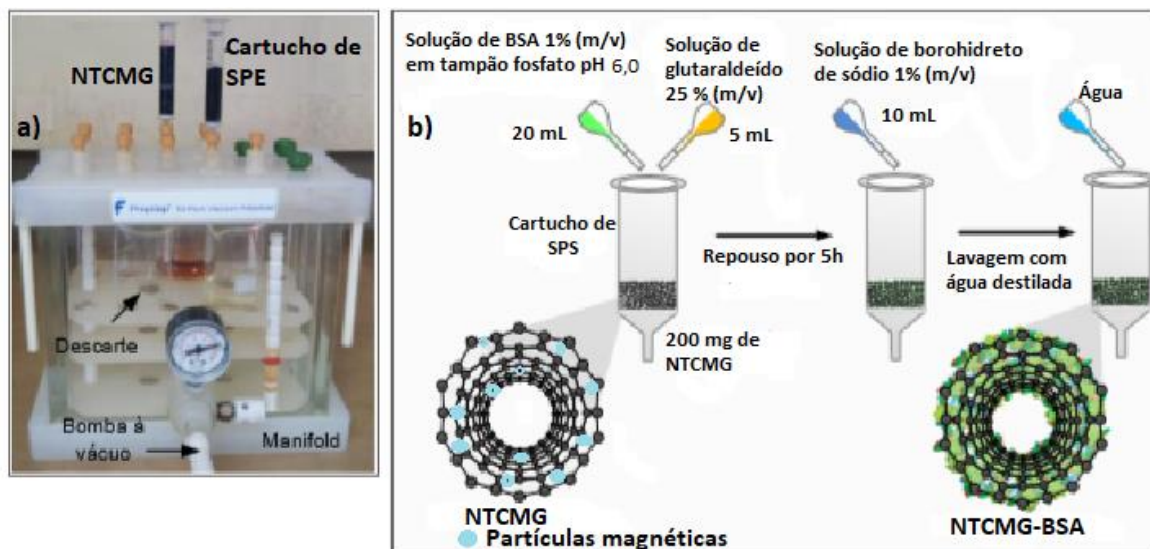 a)
NTCMG
Cartucho de
SPE
Descarte
Bomba à
vácuo
Manifold
b)
Solução de BSA 1% (m/v)
em tampão fosfato pH 6,0
20 mL
Solução de
glutaraldeído
25 % (m/v)
5 mL
Solução de borohidreto
de sódio 1% (m/v)
10 mL
Água
Cartucho de
SPS
Repouso por 5h
Lavagem com
água destilada
200 mg de
NTCMG
NTCMG
Partículas magnéticas
NTCMG-BSA